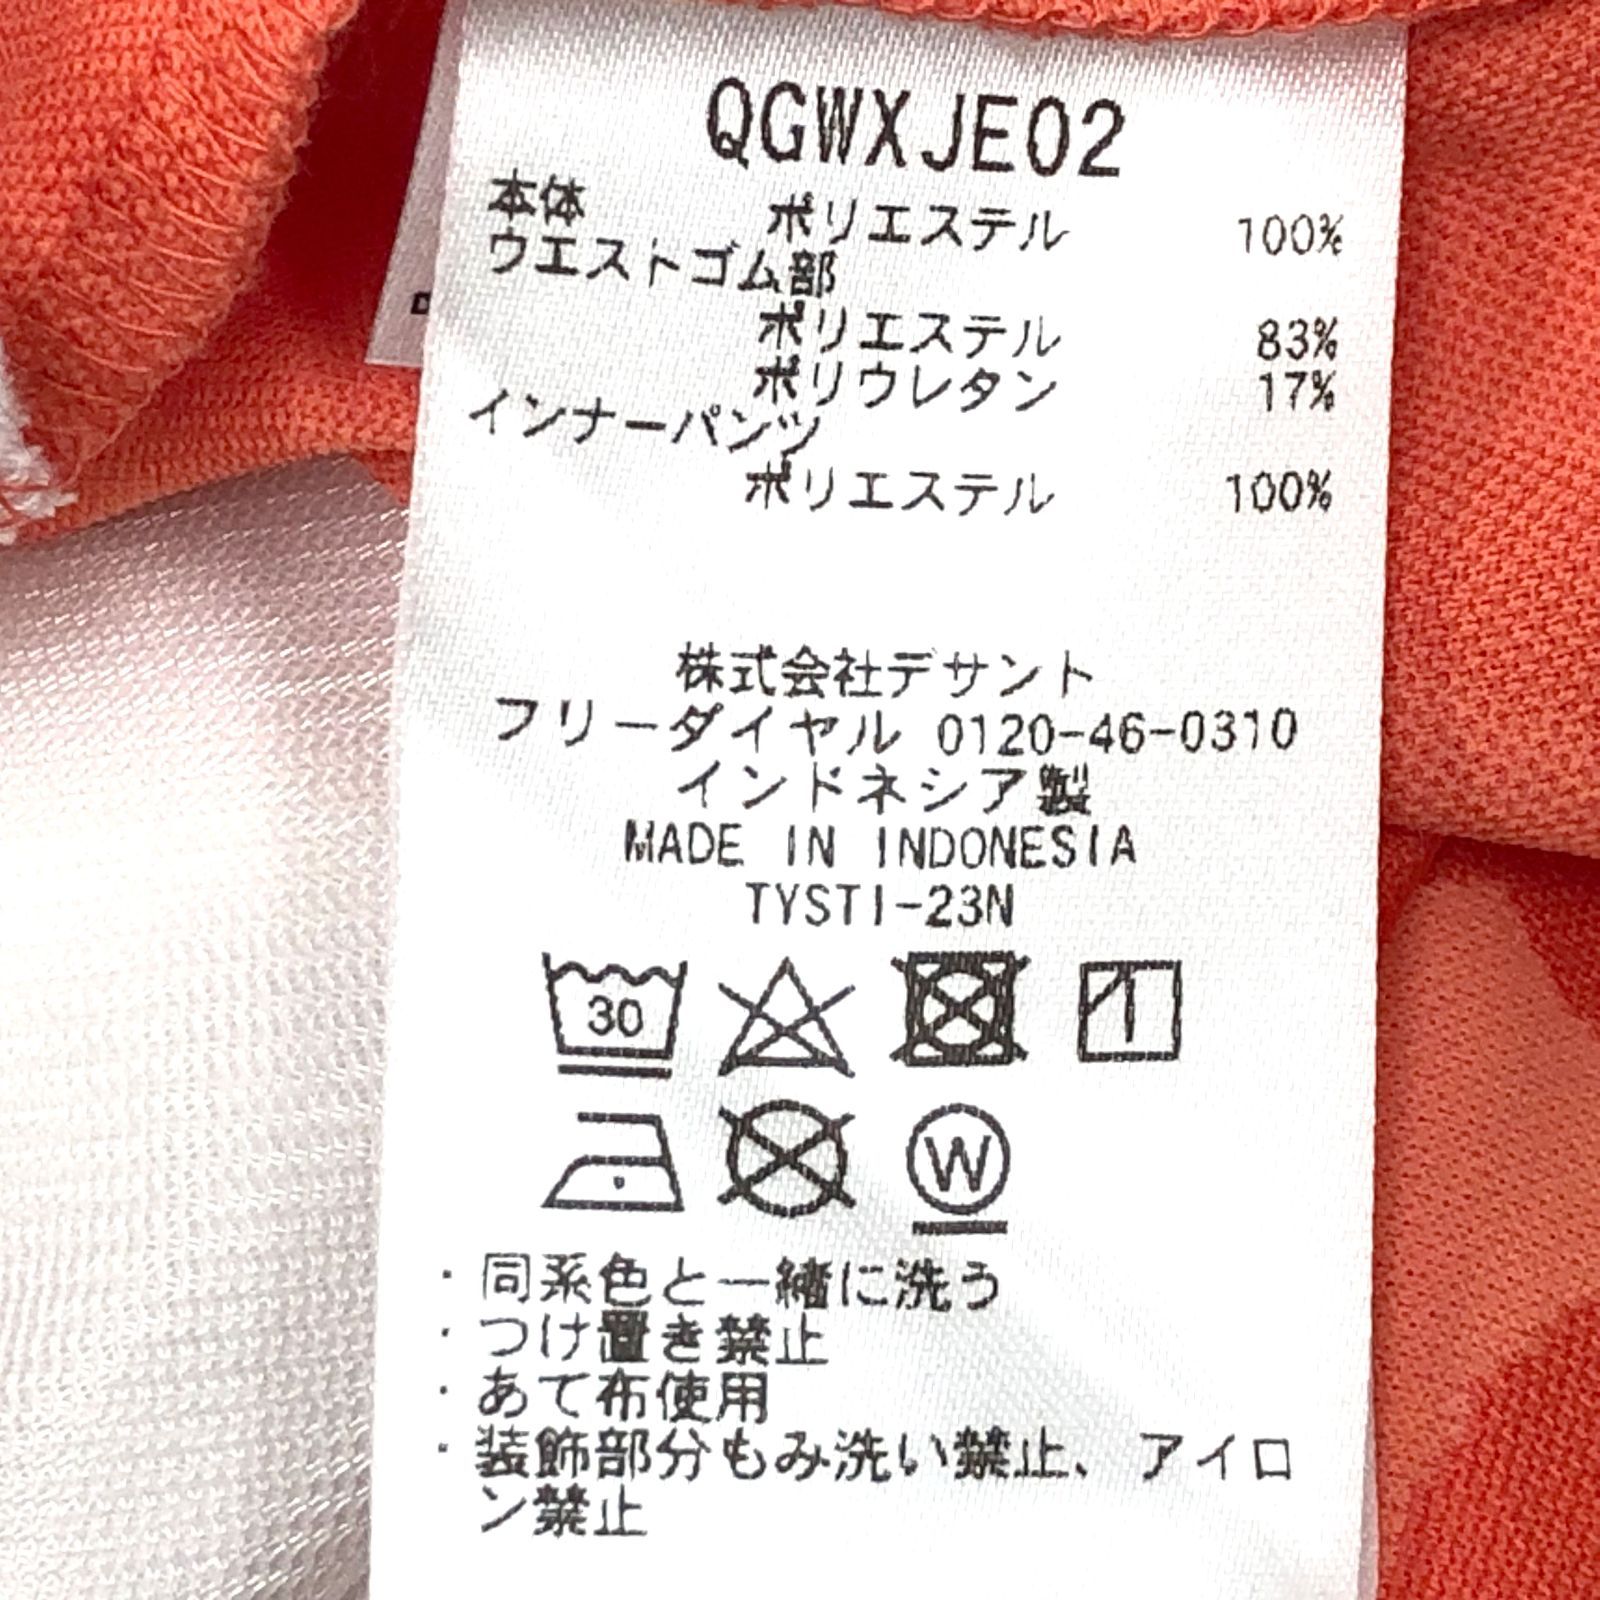 QGWXJE02
本体 ポリエステル 100%
ウエストゴム部
ポリエステル 83%
ポリウレタン 17%
インナーパンツ
ポリエステル 100%
株式会社デサント
フリーダイヤル 0120-46-0310
インドネシア製
MADE IN INDONESIA
TYSTI-23N
30
W
・同系色と一緒に洗う
・つけ置き禁止
・あて布使用
・装飾部分もみ洗い禁止、アイロ
ン禁止